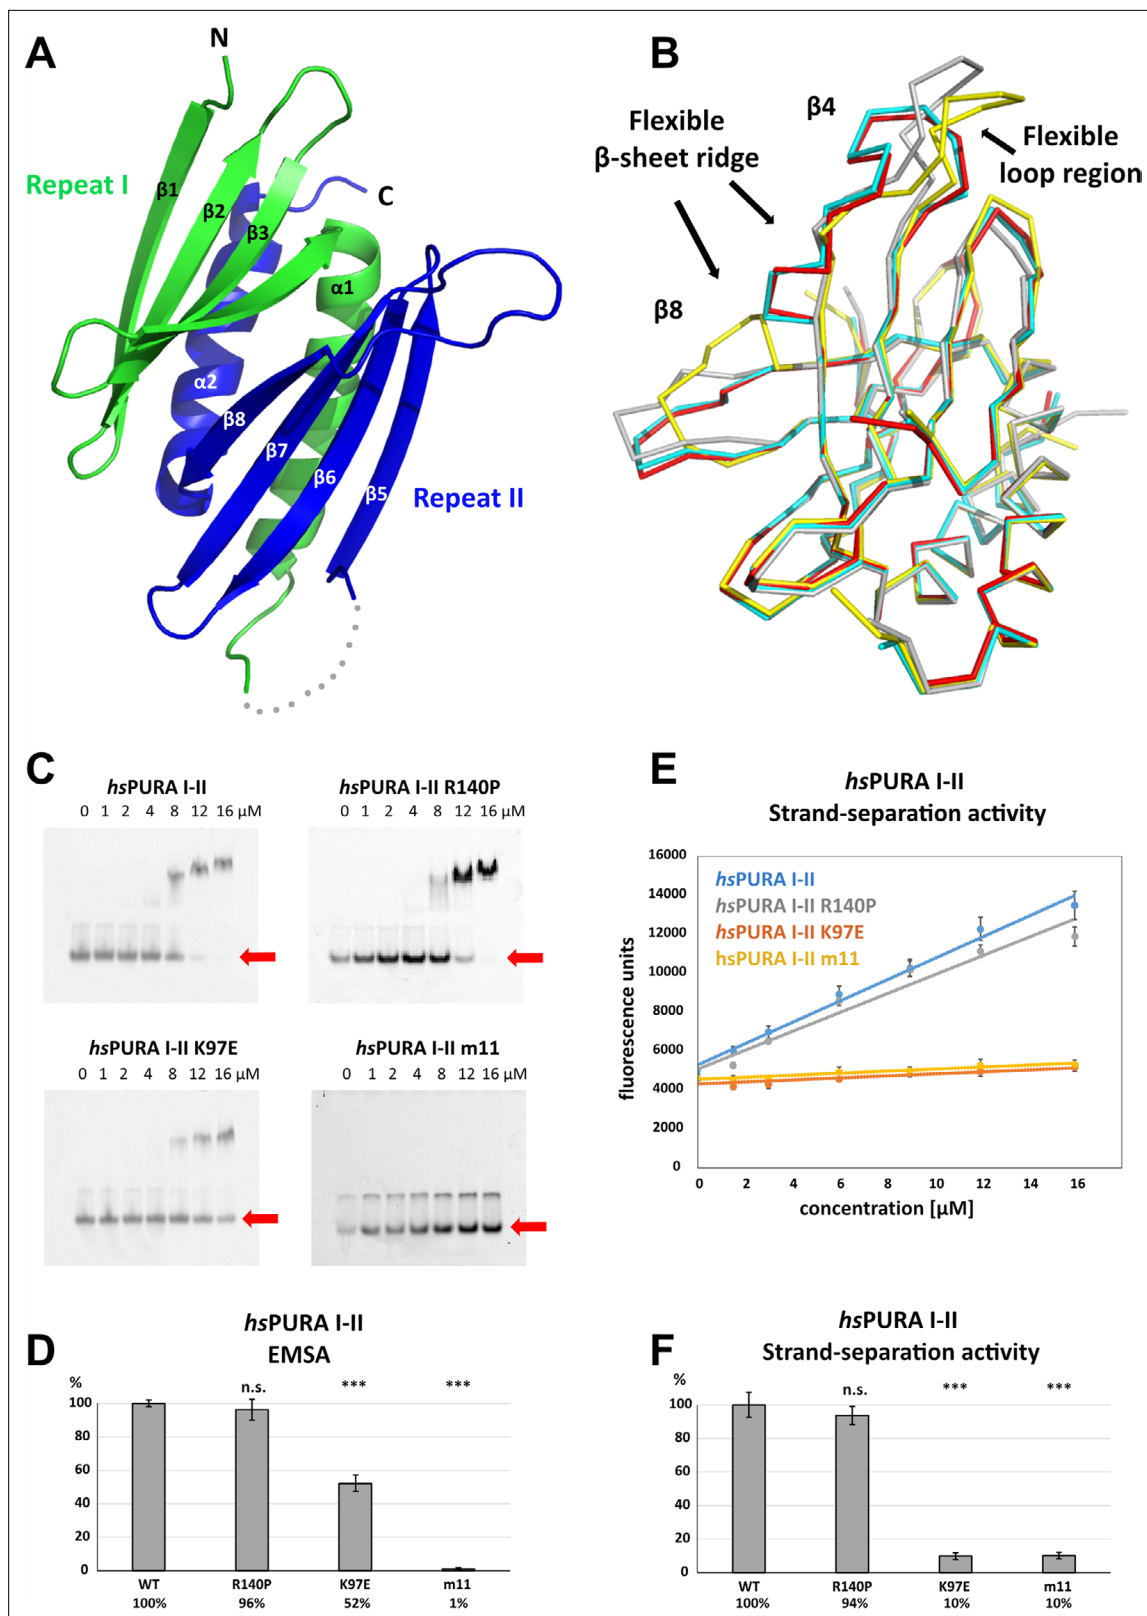 A
N
Repeat I
β1
β2
β3
C
α1
α2
β8
β7
β6
β5
Repeat II
B
β4
Flexible
β-sheet ridge
Flexible
loop region
β8
C
hsPURA I-II
0 1 2 4 8 12 16 μM
hsPURA I-II R140P
0 1 2 4 8 12 16 μM
hsPURA I-II K97E
0 1 2 4 8 12 16 μM
hsPURA I-II m11
0 1 2 4 8 12 16 μM
E
hsPURA I-II
Strand-separation activity
16000
14000
12000
10000
8000
6000
4000
2000
0
fluorescence units
hsPURA I-II
hsPURA I-II R140P
hsPURA I-II K97E
hsPURA I-II m11
0 2 4 6 8 10 12 14 16
concentration [μM]
D
hsPURA I-II
EMSA
%
n.s. *** ***
100
80
60
40
20
0
WT R140P K97E m11
100% 96% 52% 1%
F
hsPURA I-II
Strand-separation activity
%
n.s. *** ***
100
80
60
40
20
0
WT R140P K97E m11
100% 94% 10% 10%